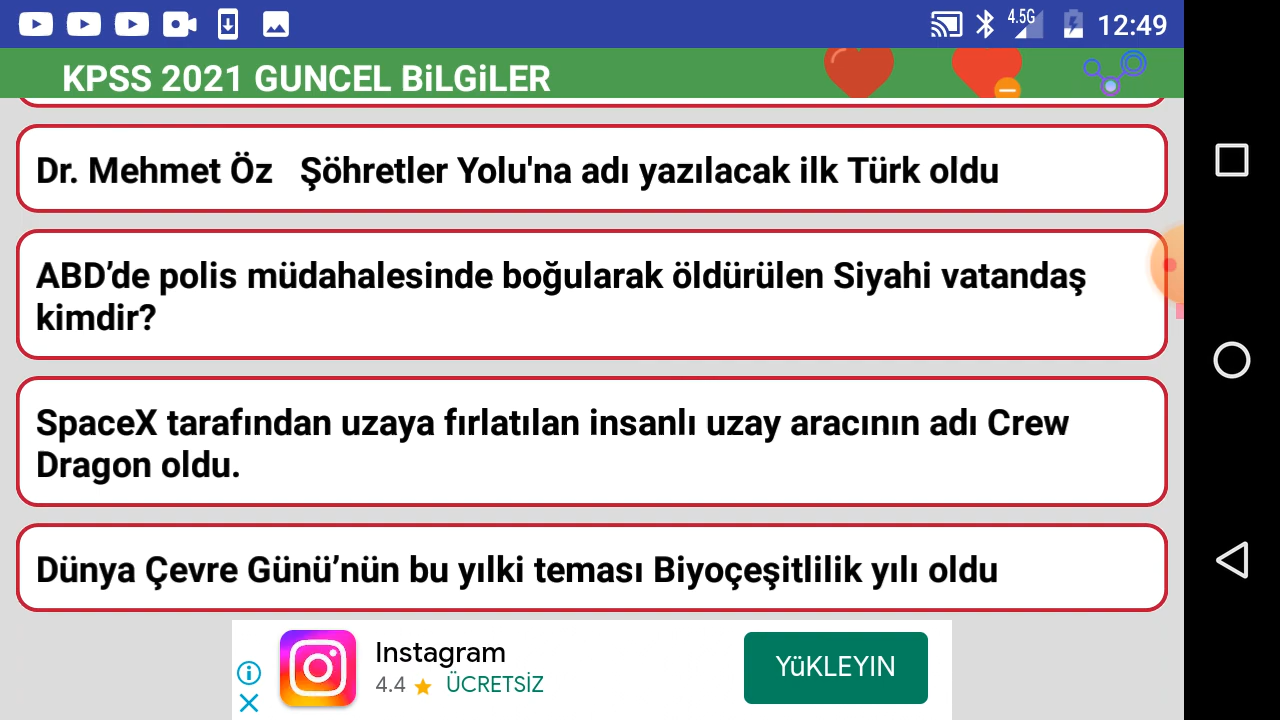 4.5G
12:49
KPSS 2021 GUNCEL BiLGiLER
Dr. Mehmet Öz   Şöhretler Yolu'na adı yazılacak ilk Türk oldu
ABD’de polis müdahalesinde boğularak öldürülen Siyahi vatandaş
kimdir?
SpaceX tarafından uzaya fırlatılan insanlı uzay aracının adı Crew
Dragon oldu.
Dünya Çevre Günü’nün bu yılki teması Biyoçeşitlilik yılı oldu
Instagram
4.4 ★ ÜCRETSİZ
YüKLEYIN